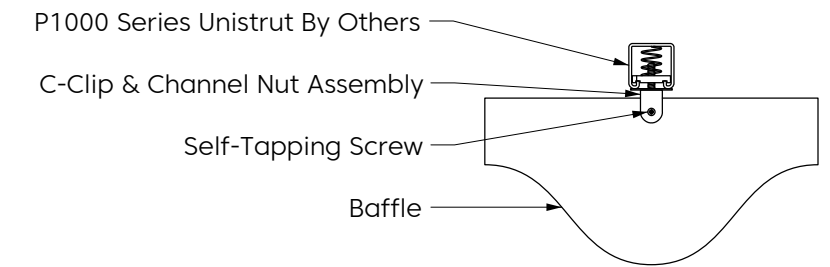 P1000 Series Unistrut By Others
C-Clip & Channel Nut Assembly
Self-Tapping Screw
Baffle